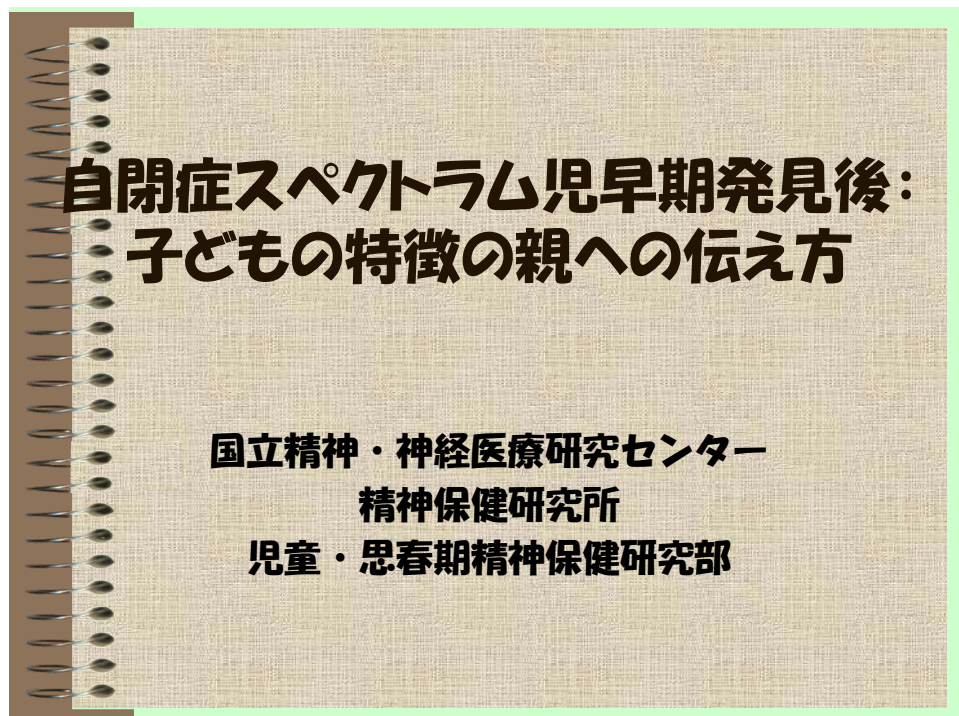 自閉症スペクトラム児早期発見後:
子どもの特徴の親への伝え方
国立精神・神経医療研究センター
精神保健研究所
児童・思春期精神保健研究部